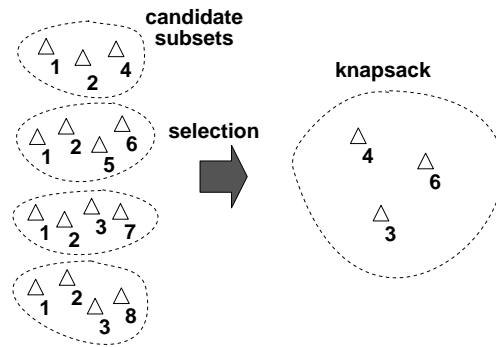 candidate
subsets
1 2 4
1 2 5 6
1 2 3 7
1 2 3 8
selection
knapsack
4
6
3